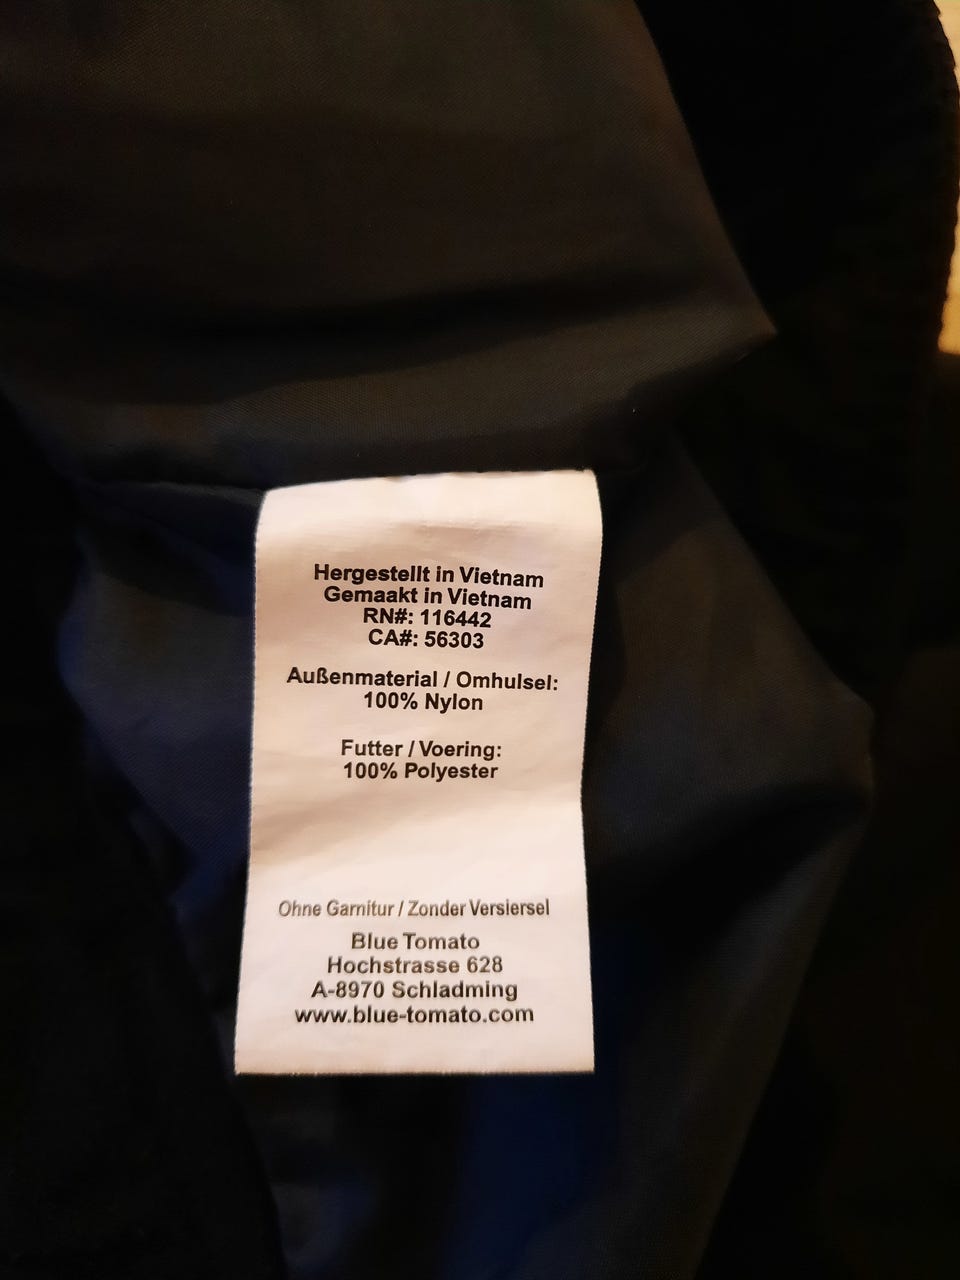 Hergestellt in Vietnam
Gemaakt in Vietnam
RN#: 116442
CA#: 56303
Außenmaterial / Omhulsel:
100% Nylon
Futter / Voering:
100% Polyester
Ohne Garnitur / Zonder Versiersel
Blue Tomato
Hochstrasse 628
A-8970 Schladming
www.blue-tomato.com